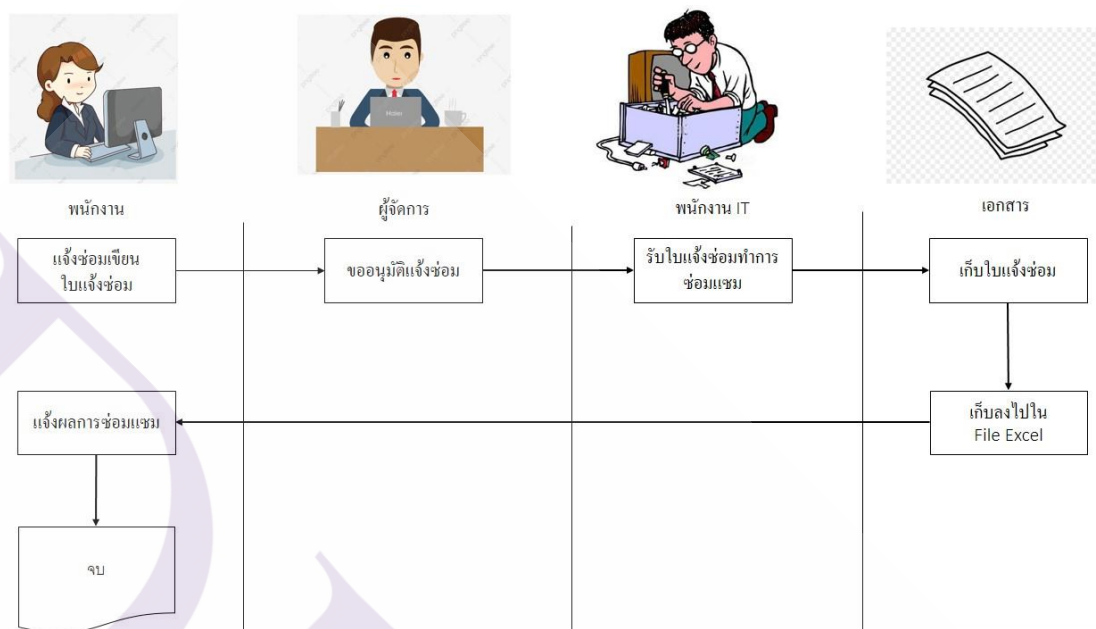 พนักงาน
ผู้จัดการ
พนักงาน IT
เอกสาร
แจ้งซ่อมเขียน
ใบแจ้งซ่อม
ขออนุมัติแจ้งซ่อม
รับใบแจ้งซ่อมทำการ
ซ่อมแซม
เก็บใบแจ้งซ่อม
แจ้งผลการซ่อมแซม
เก็บลงไปใน
File Excel
จบ